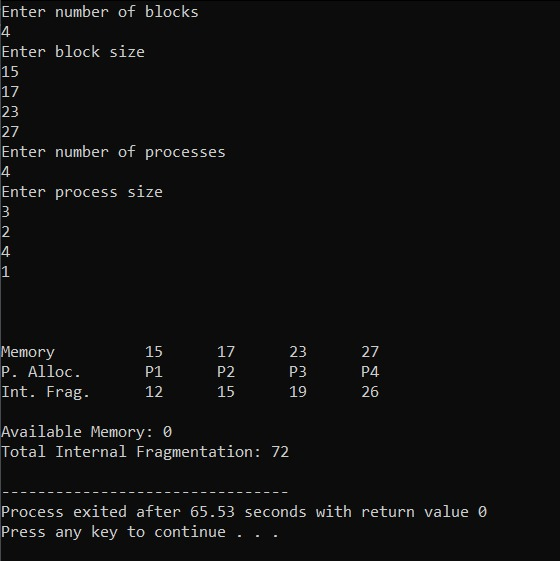 Enter number of blocks
4
Enter block size
15
17
23
27
Enter number of processes
4
Enter process size
3
2
4
1
Memory 15 17 23 27
P. Alloc. P1 P2 P3 P4
Int. Frag. 12 15 19 26
Available Memory: 0
Total Internal Fragmentation: 72
--------------------------------
Process exited after 65.53 seconds with return value 0
Press any key to continue . . .